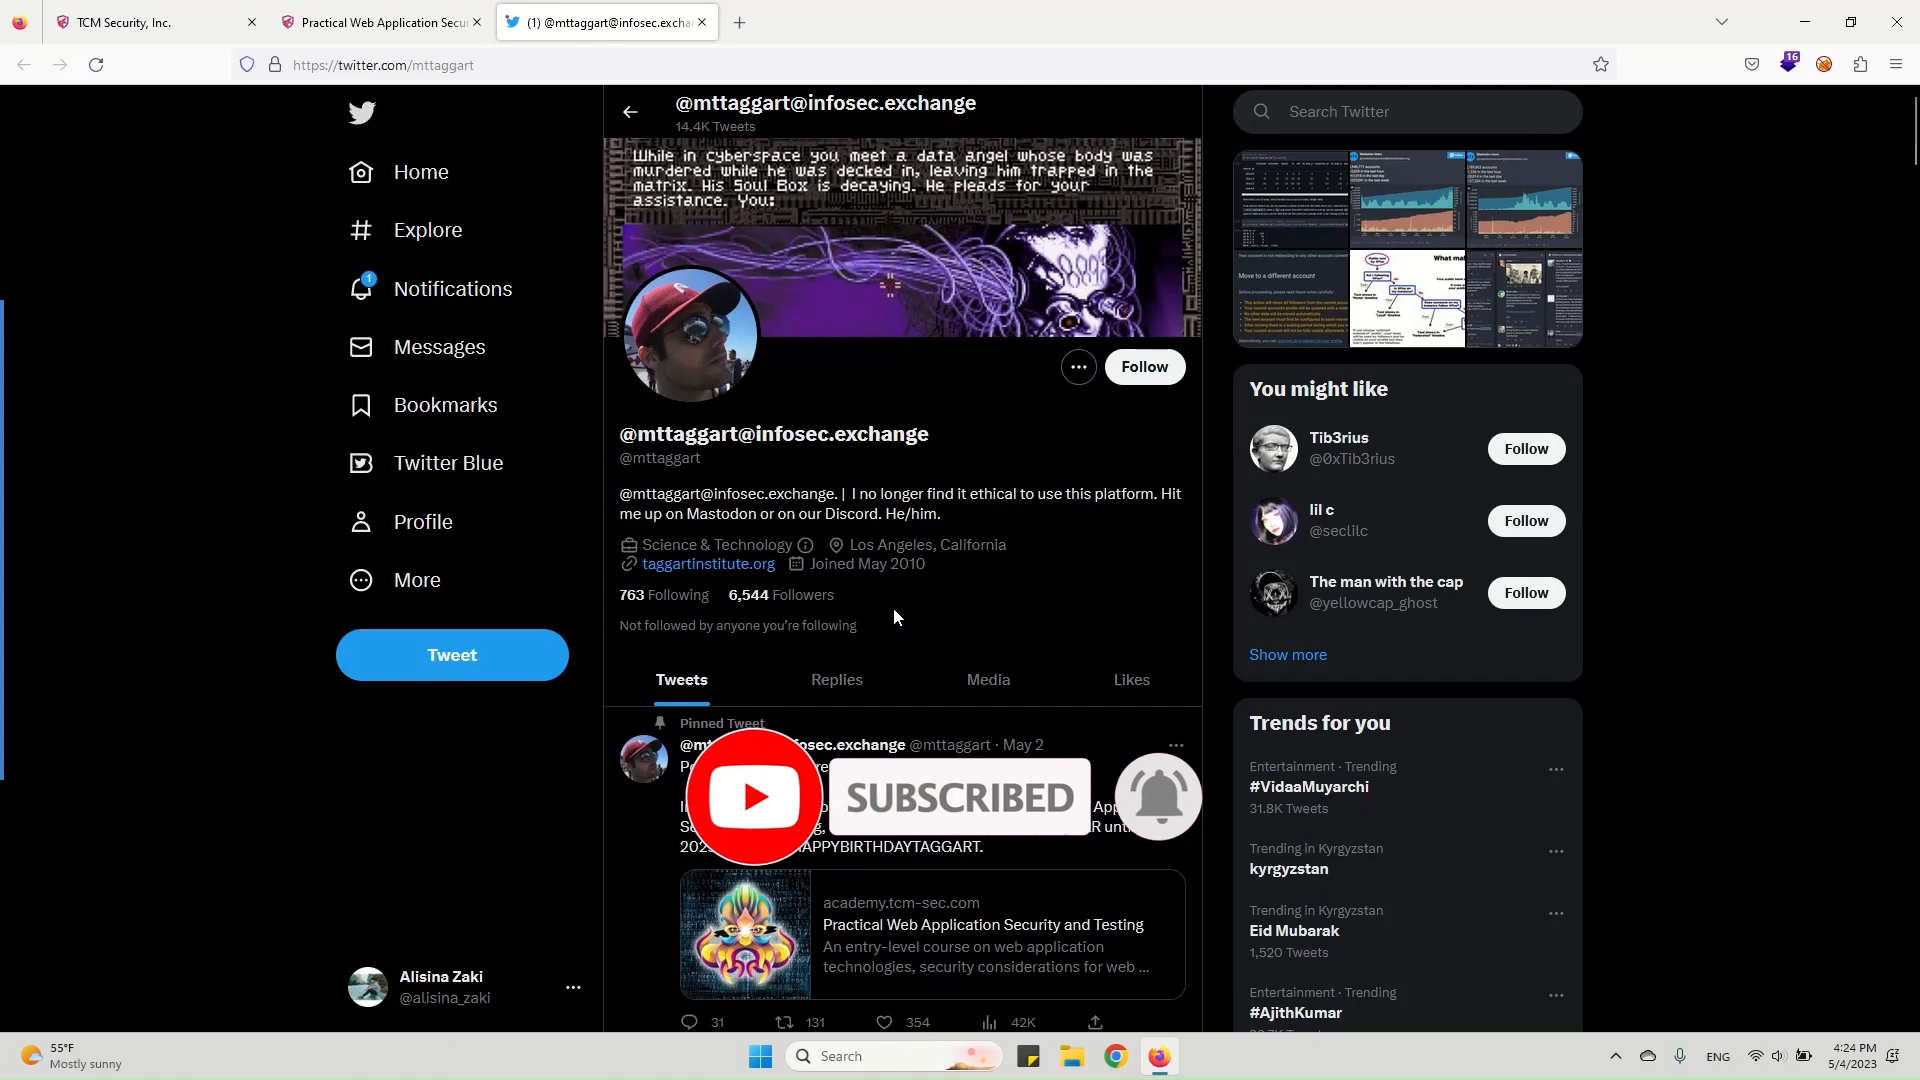 TCM Security, Inc.
Practical Web Application Secu
(1) @mttaggart@infosec.exchan
https://twitter.com/mttaggart
16
@mttaggart@infosec.exchange
14.4K Tweets
While in cyberspace you meet a data angel whose body was
murdered while he was decked in, leaving him trapped in the
matrix. His Soul Box is decaying. He pleads for your
assistance. You:
Home
Explore
1
Notifications
Messages
Bookmarks
Twitter Blue
Profile
More
Tweet
Follow
@mttaggart@infosec.exchange
@mttaggart
@mttaggart@infosec.exchange. | I no longer find it ethical to use this platform. Hit
me up on Mastodon or on our Discord. He/him.
Science & Technology Los Angeles, California
taggartinstitute.org Joined May 2010
763 Following 6,544 Followers
Not followed by anyone you're following
Tweets Replies Media Likes
Pinned Tweet
fosec.exchange @mttaggart · May 2
HAPPYBIRTHDAYTAGGART.
SUBSCRIBED
academy.tcm-sec.com
Practical Web Application Security and Testing
An entry-level course on web application
technologies, security considerations for web ...
31 131 354 42K
Search Twitter
Move to a different account
You might like
Tib3rius
@0xTib3rius
Follow
lil c
@seclilc
Follow
The man with the cap
@yellowcap_ghost
Follow
Show more
Trends for you
Entertainment · Trending
#VidaaMuyarchi
31.8K Tweets
Trending in Kyrgyzstan
kyrgyzstan
Trending in Kyrgyzstan
Eid Mubarak
1,520 Tweets
Entertainment · Trending
#AjithKumar
Alisina Zaki
@alisina_zaki
55°F
Mostly sunny
Search
ENG
4:24 PM
5/4/2023